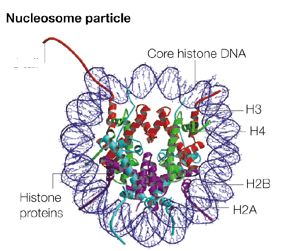 Nucleosome particle
Core histone DNA
H3
H4
H2B
H2A
Histone
proteins